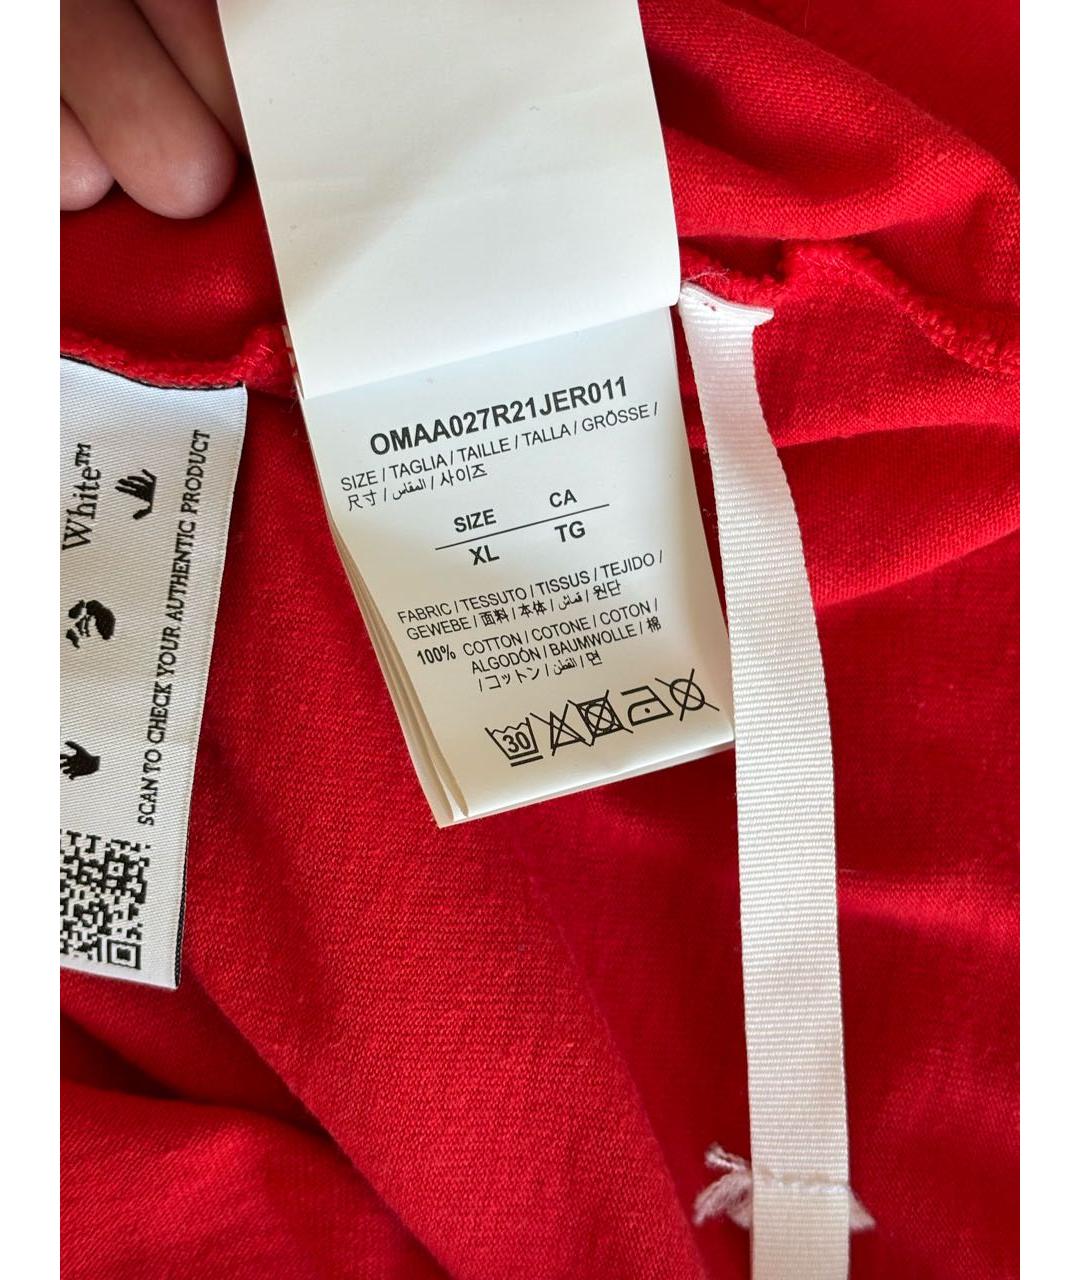 White™
SCAN TO CHECK YOUR AUTHENTIC PRODUCT
OMAA027R21JER011
SIZE / TAGLIA / TAILLE / TALLA / GRÖSSE /
尺寸 / المقاس / 사이즈
SIZE CA
XL TG
FABRIC / TESSUTO / TISSUS / TEJIDO /
GEWEBE / 面料 / 本体 / قماش / 원단
100% COTTON / COTONE / COTON /
ALGODÓN / BAUMWOLLE / 棉
/ コットン / القطن / 면
30